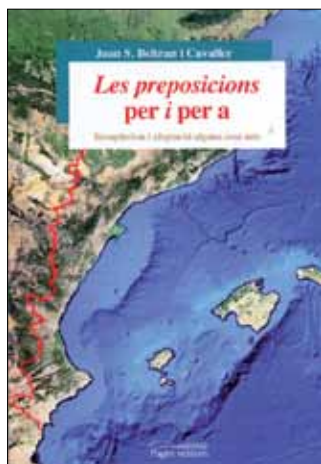 Joan S. Beltran i Cavaller
Les preposicions
per i per a
Pagès editors